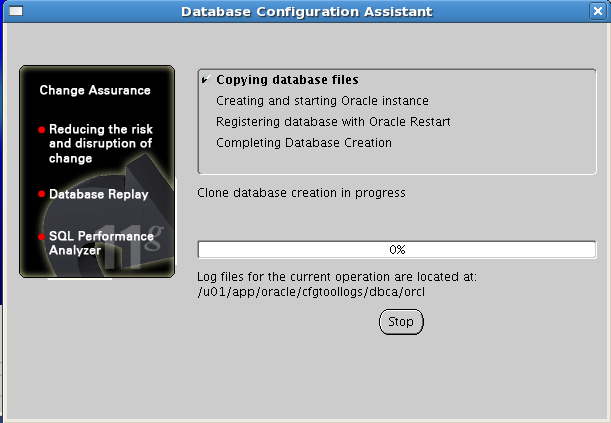 Database Configuration Assistant
Change Assurance
Reducing the risk
and disruption of
change
Database Replay
SQL Performance
Analyzer
11g
Copying database files
Creating and starting Oracle instance
Registering database with Oracle Restart
Completing Database Creation
Clone database creation in progress
0%
Log files for the current operation are located at:
/u01/app/oracle/cfgtoollogs/dbca/orcl
Stop